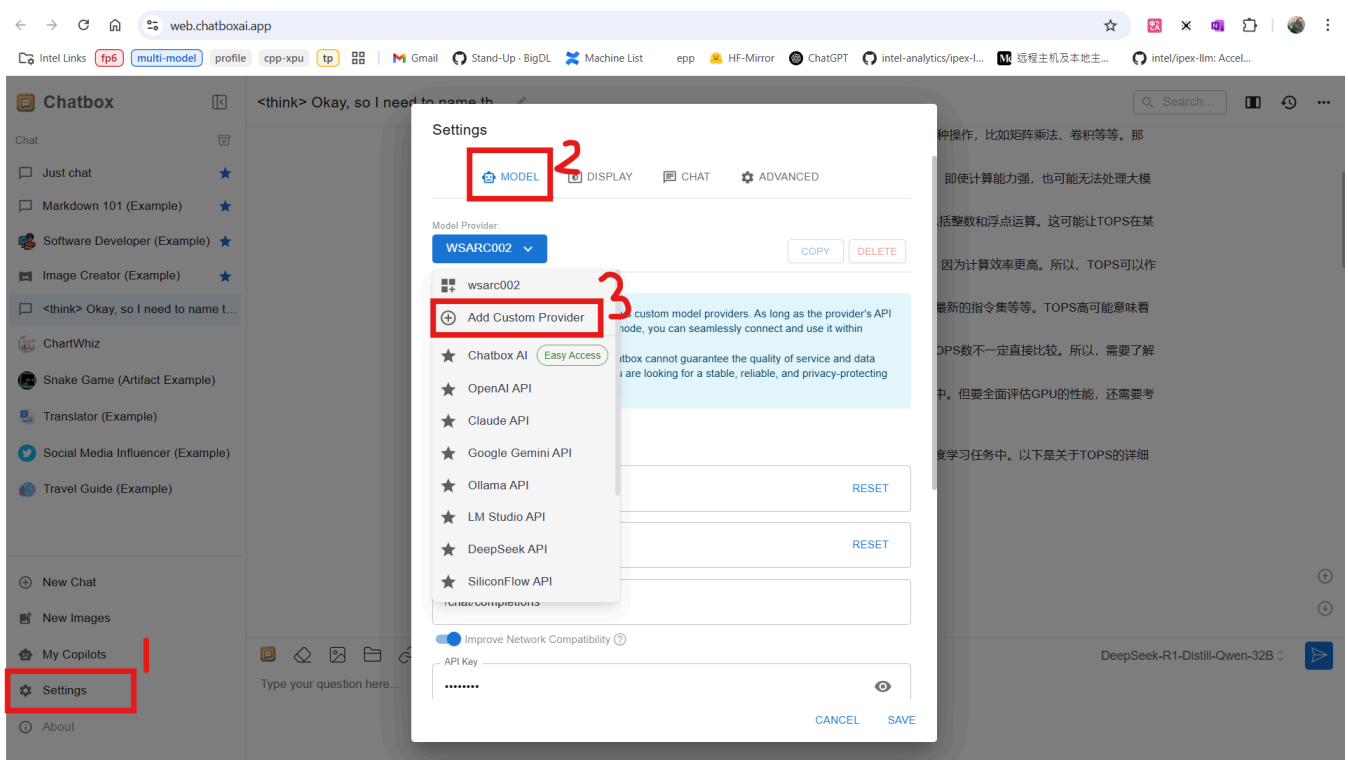 web.chatboxai.app
Intel Links fp6 multi-model profile cpp-xpu tp Gmail Stand-Up · BigDL Machine List epp HF-Mirror ChatGPT intel-analytics/ipex-l... 远程主机及本地主... intel/ipex-llm: Accel...
Chatbox
<think> Okay, so I need to name th
Search...
Chat
Just chat
Markdown 101 (Example)
Software Developer (Example)
Image Creator (Example)
<think> Okay, so I need to name t...
ChartWhiz
Snake Game (Artifact Example)
Translator (Example)
Social Media Influencer (Example)
Travel Guide (Example)
New Chat
New Images
My Copilots
1
Settings
About
Settings
2
MODEL DISPLAY CHAT ADVANCED
Model Provider:
WSARC002
COPY DELETE
wsarc002
3
Add Custom Provider
Chatbox AI Easy Access
OpenAI API
Claude API
Google Gemini API
Ollama API
LM Studio API
DeepSeek API
SiliconFlow API
custom model providers. As long as the provider's API
you can seamlessly connect and use it within
cannot guarantee the quality of service and data
are looking for a stable, reliable, and privacy-protecting
RESET
RESET
/chat/completions
Improve Network Compatibility
API Key
••••••••
CANCEL SAVE
种操作，比如矩阵乘法、卷积等等。那
即使计算能力强，也可能无法处理大模
括整数和浮点运算。这可能让TOPS在某
因为计算效率更高。所以，TOPS可以作
最新的指令集等等。TOPS高可能意味着
OPS数不一定直接比较。所以，需要了解
中。但要全面评估GPU的性能，还需要考
度学习任务中。以下是关于TOPS的详细
Type your question here...
DeepSeek-R1-Distill-Qwen-32B